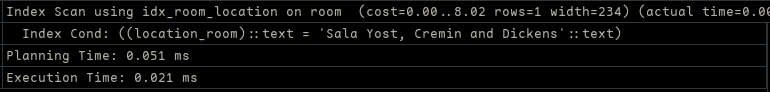 Index Scan using idx_room_location on room  (cost=0.00..8.02 rows=1 width=234) (actual time=0.00
  Index Cond: ((location_room)::text = 'Sala Yost, Cremin and Dickens'::text)
Planning Time: 0.051 ms
Execution Time: 0.021 ms